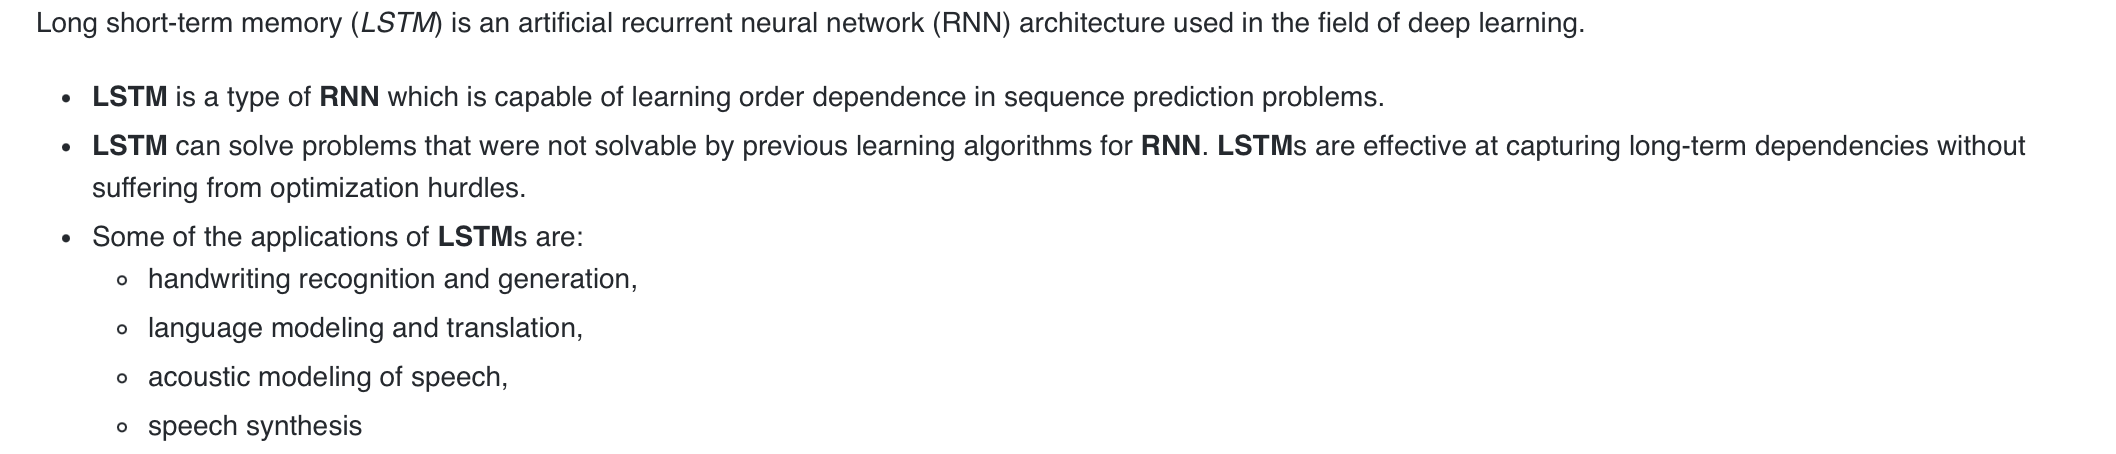 Long short-term memory (LSTM) is an artificial recurrent neural network (RNN) architecture used in the field of deep learning.
• LSTM is a type of RNN which is capable of learning order dependence in sequence prediction problems.
• LSTM can solve problems that were not solvable by previous learning algorithms for RNN. LSTMs are effective at capturing long-term dependencies without
suffering from optimization hurdles.
• Some of the applications of LSTMs are:
◦ handwriting recognition and generation,
◦ language modeling and translation,
◦ acoustic modeling of speech,
◦ speech synthesis